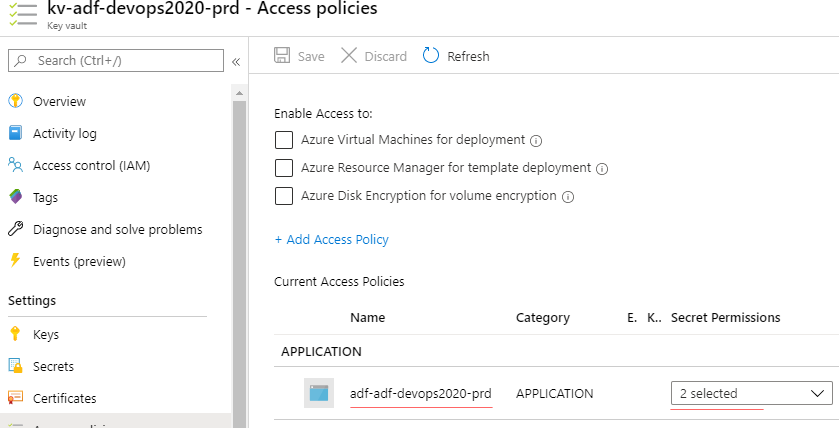 kv-adf-devops2020-prd - Access policies
Key vault
Search (Ctrl+/)
«
Overview
Activity log
Access control (IAM)
Tags
Diagnose and solve problems
Events (preview)
Settings
Keys
Secrets
Certificates
Save
Discard
Refresh
Enable Access to:
Azure Virtual Machines for deployment
Azure Resource Manager for template deployment
Azure Disk Encryption for volume encryption
+ Add Access Policy
Current Access Policies
Name Category E. K.. Secret Permissions
APPLICATION
adf-adf-devops2020-prd APPLICATION 2 selected